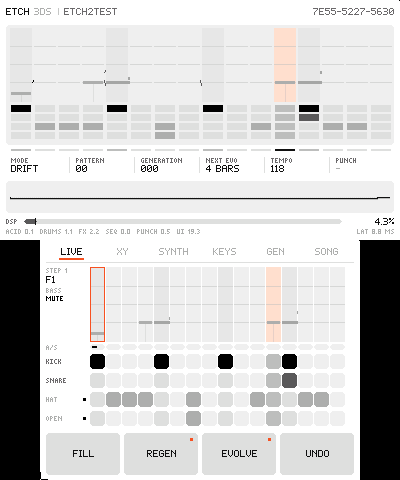 ETCH 3DS | ETCH2TEST
7E55-5227-5630
MODE
DRIFT
PATTERN
00
GENERATION
000
NEXT EVO
4 BARS
TEMPO
118
PUNCH
-
DSP
4.3%
ACID 0.1 DRUMS 1.1 FX 2.2 SEQ 0.0 PUNCH 0.5 UI 19.3
LAT 8.8 MS
LIVE XY SYNTH KEYS GEN SONG
STEP 1
F1
BASS
MUTE
A/S
KICK
SNARE
HAT
OPEN
FILL REGEN EVOLVE UNDO